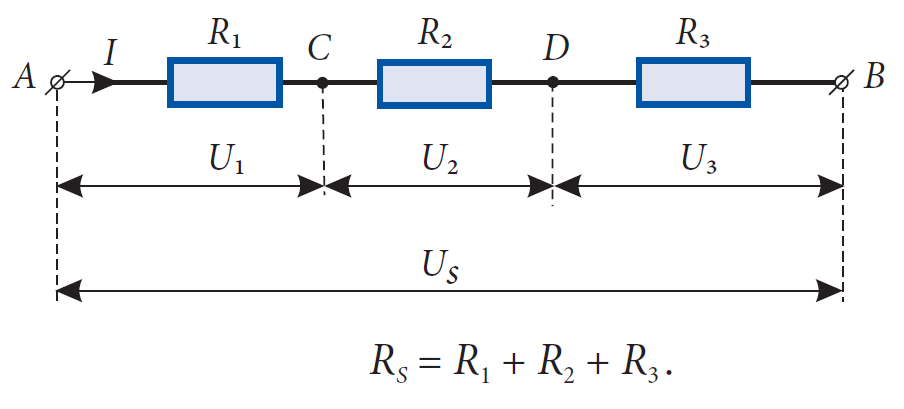 A I R₁ C R₂ D R₃ B
U₁ U₂ U₃
Uₛ
Rₛ = R₁ + R₂ + R₃.